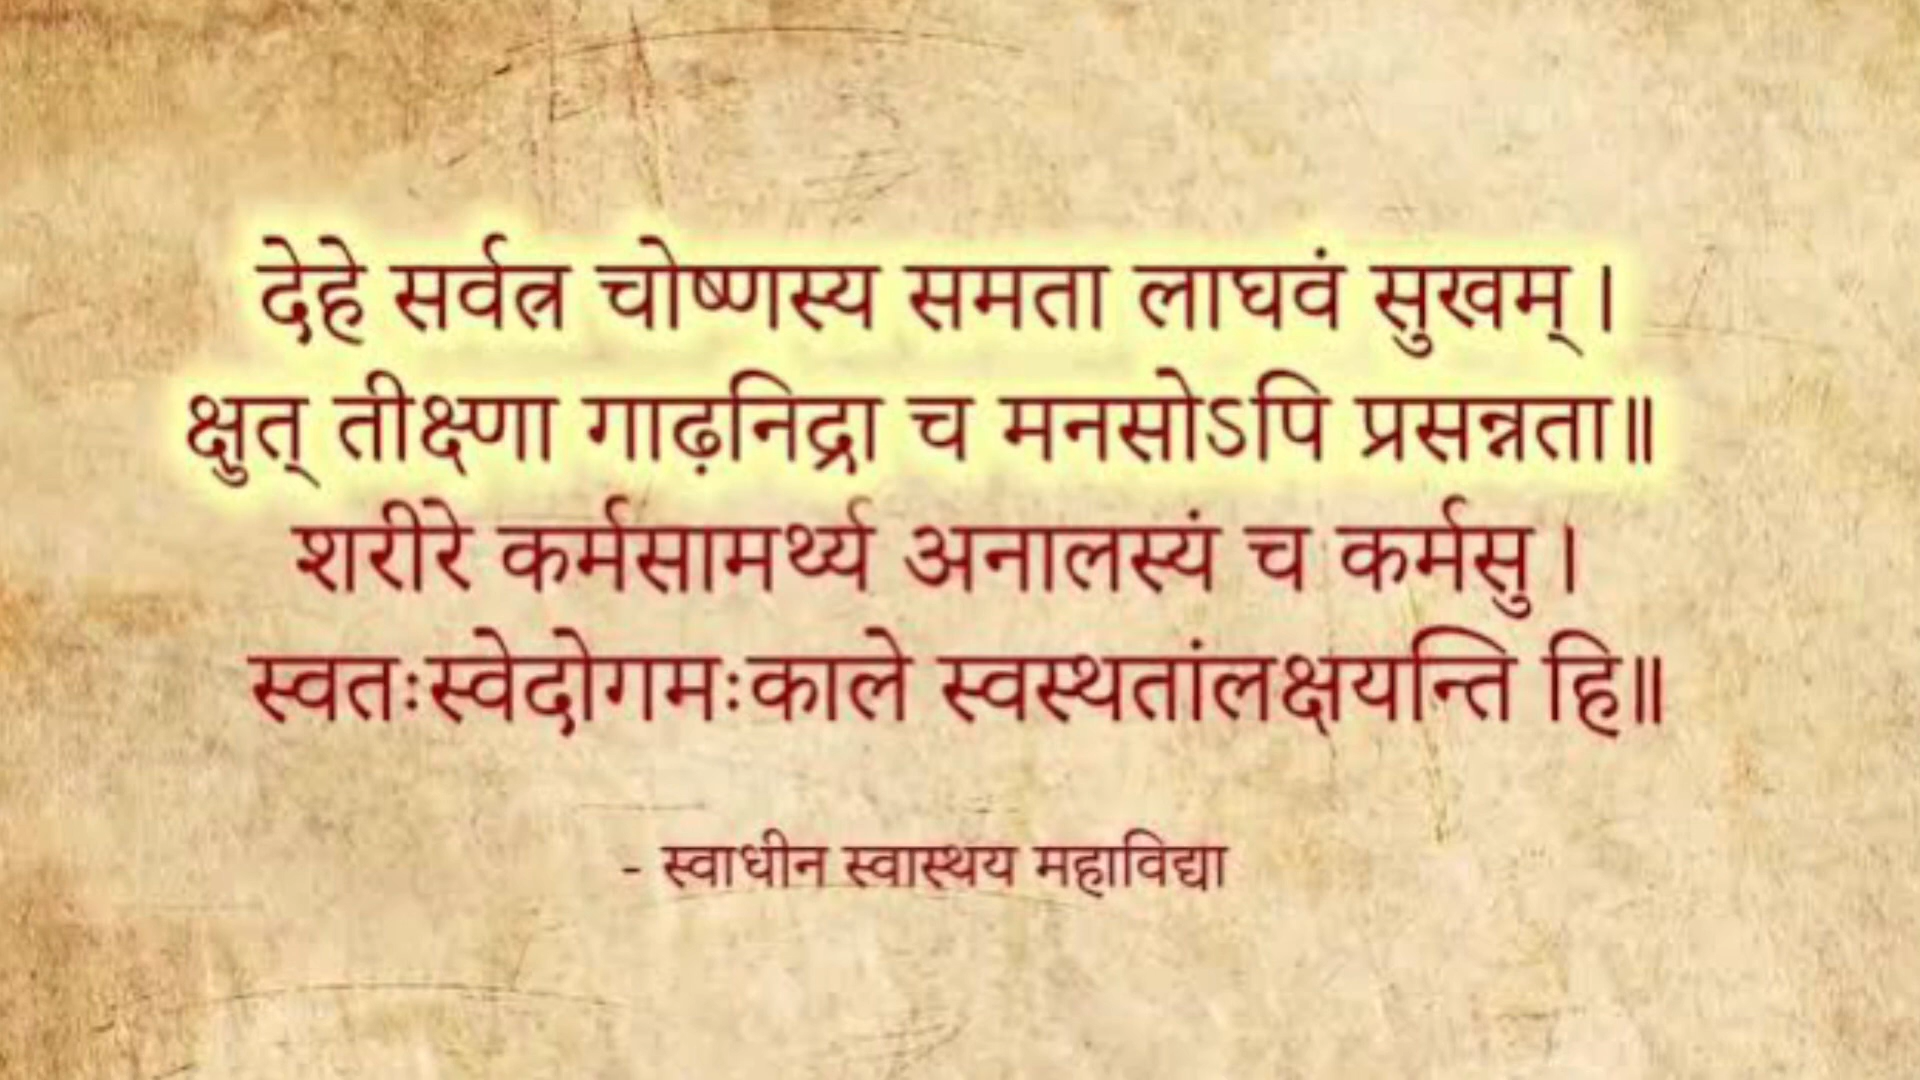 देहे सर्वत्र चोष्णस्य समता लाघवं सुखम् ।
क्षुत् तीक्ष्णा गाढ़निद्रा च मनसोऽपि प्रसन्नता॥
शरीरे कर्मसामर्थ्य अनालस्यं च कर्मसु ।
स्वतःस्वेदोगमःकाले स्वस्थतांलक्षयन्ति हि॥
- स्वाधीन स्वास्थय महाविद्या